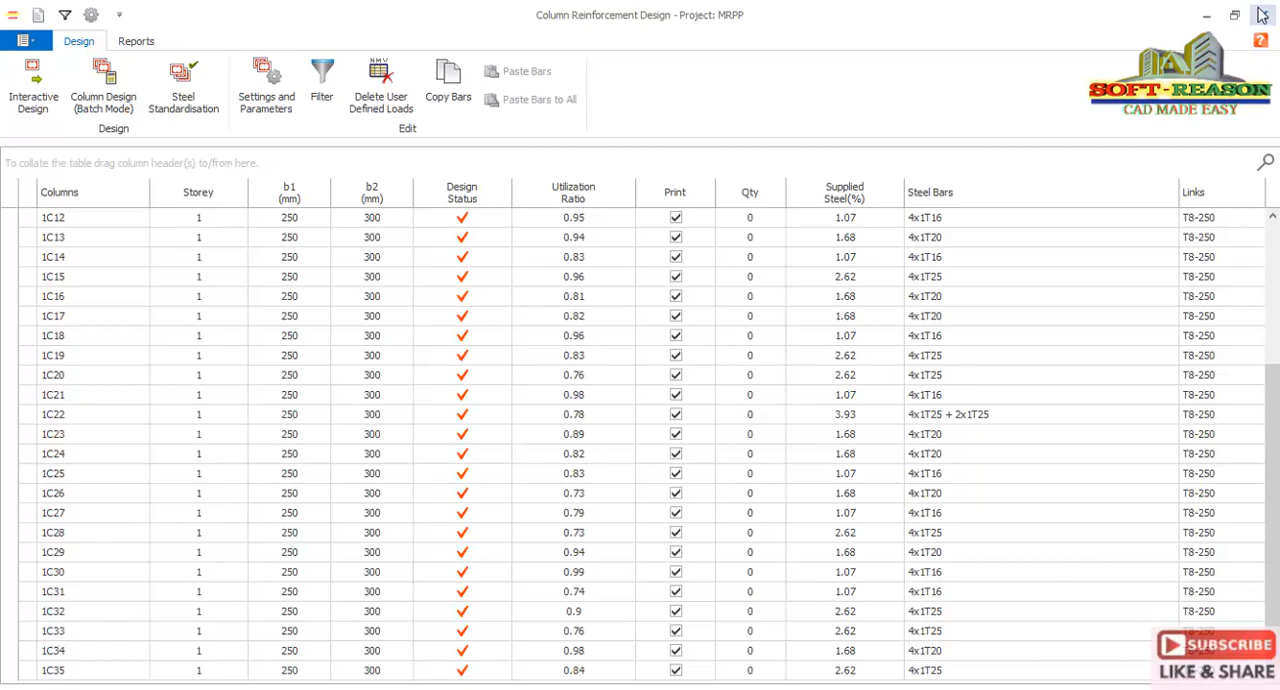 Column Reinforcement Design - Project: MRPP
Design Reports
Interactive Design
Column Design (Batch Mode)
Steel Standardisation
Design
Settings and Parameters
Filter
Delete User Defined Loads
Copy Bars
Paste Bars
Paste Bars to All
Edit
SOFT-REASON
CAD MADE EASY
To collate the table drag column header(s) to/from here.
Columns Storey b1 (mm) b2 (mm) Design Status Utilization Ratio Print Qty Supplied Steel(%) Steel Bars Links
1C12 1 250 300 0.95 0 1.07 4x1T16 T8-250
1C13 1 250 300 0.94 0 1.68 4x1T20 T8-250
1C14 1 250 300 0.83 0 1.07 4x1T16 T8-250
1C15 1 250 300 0.96 0 2.62 4x1T25 T8-250
1C16 1 250 300 0.81 0 1.68 4x1T20 T8-250
1C17 1 250 300 0.82 0 1.68 4x1T20 T8-250
1C18 1 250 300 0.96 0 1.07 4x1T16 T8-250
1C19 1 250 300 0.83 0 2.62 4x1T25 T8-250
1C20 1 250 300 0.76 0 2.62 4x1T25 T8-250
1C21 1 250 300 0.98 0 1.07 4x1T16 T8-250
1C22 1 250 300 0.78 0 3.93 4x1T25 + 2x1T25 T8-250
1C23 1 250 300 0.89 0 1.68 4x1T20 T8-250
1C24 1 250 300 0.82 0 1.68 4x1T20 T8-250
1C25 1 250 300 0.83 0 1.07 4x1T16 T8-250
1C26 1 250 300 0.73 0 1.68 4x1T20 T8-250
1C27 1 250 300 0.79 0 1.07 4x1T16 T8-250
1C28 1 250 300 0.73 0 2.62 4x1T25 T8-250
1C29 1 250 300 0.94 0 1.68 4x1T20 T8-250
1C30 1 250 300 0.99 0 1.07 4x1T16 T8-250
1C31 1 250 300 0.74 0 1.07 4x1T16 T8-250
1C32 1 250 300 0.9 0 2.62 4x1T25 T8-250
1C33 1 250 300 0.76 0 2.62 4x1T25
1C34 1 250 300 0.98 0 1.68 4x1T20
1C35 1 250 300 0.84 0 2.62 4x1T25
SUBSCRIBE
LIKE & SHARE